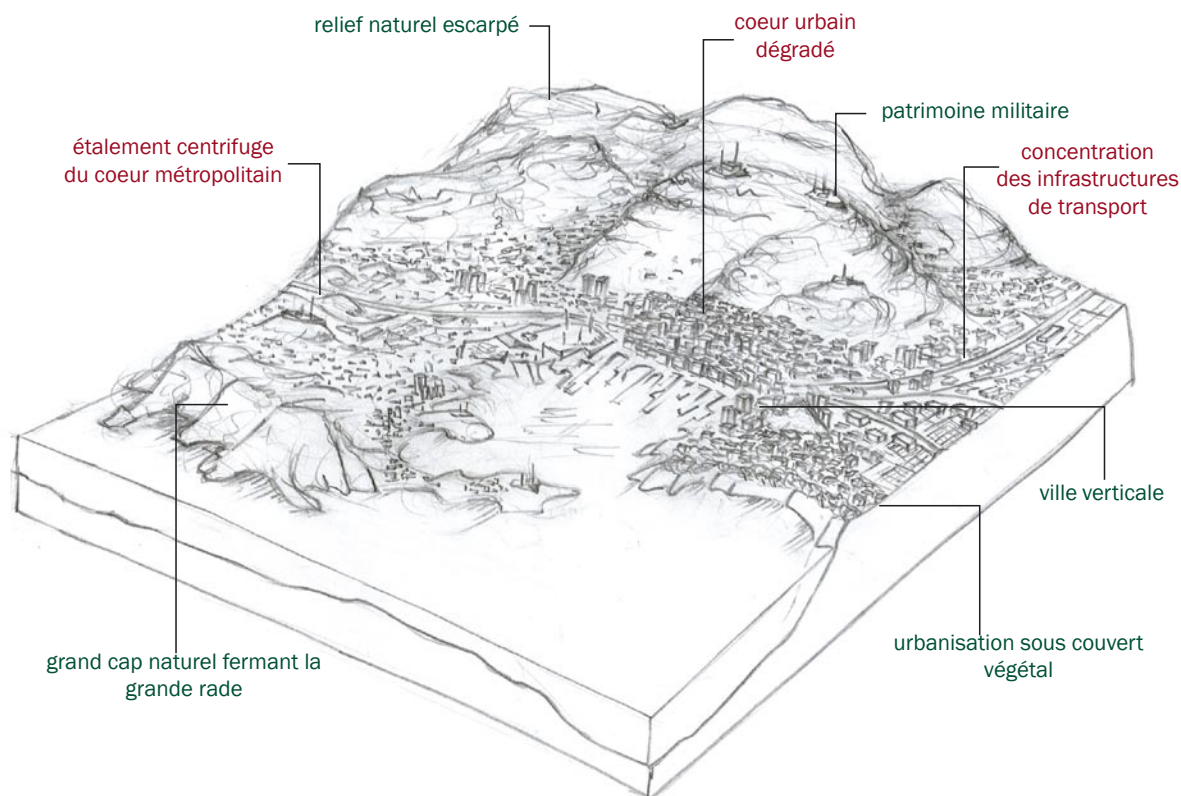 relief naturel escarpé
coeur urbain
dégradé
patrimoine militaire
étalement centrifuge
du coeur métropolitain
concentration
des infrastructures
de transport
ville verticale
grand cap naturel fermant la
grande rade
urbanisation sous couvert
végétal